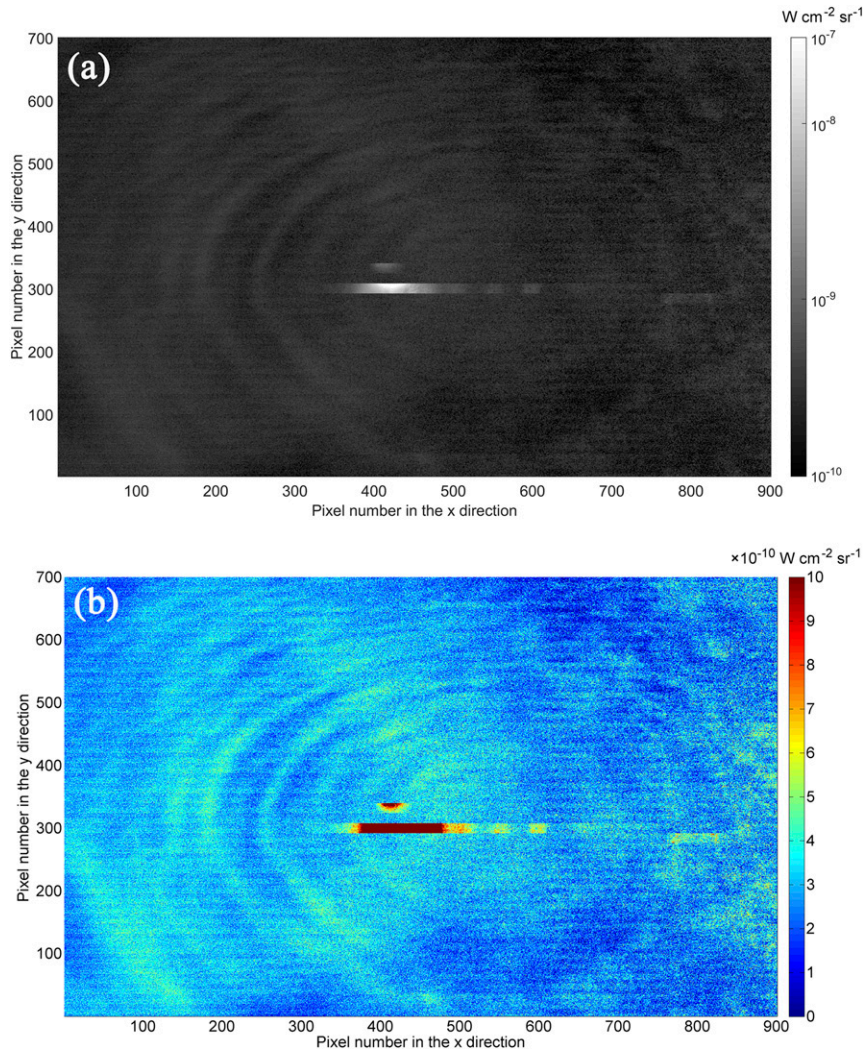 W cm-2 sr-1
(a)
700
600
500
400
300
200
100
Pixel number in the y direction
10-7
10-8
10-9
10-10
100 200 300 400 500 600 700 800 900
Pixel number in the x direction
×10-10 W cm-2 sr-1
(b)
700
600
500
400
300
200
100
Pixel number in the y direction
10
9
8
7
6
5
4
3
2
1
0
100 200 300 400 500 600 700 800 900
Pixel number in the x direction